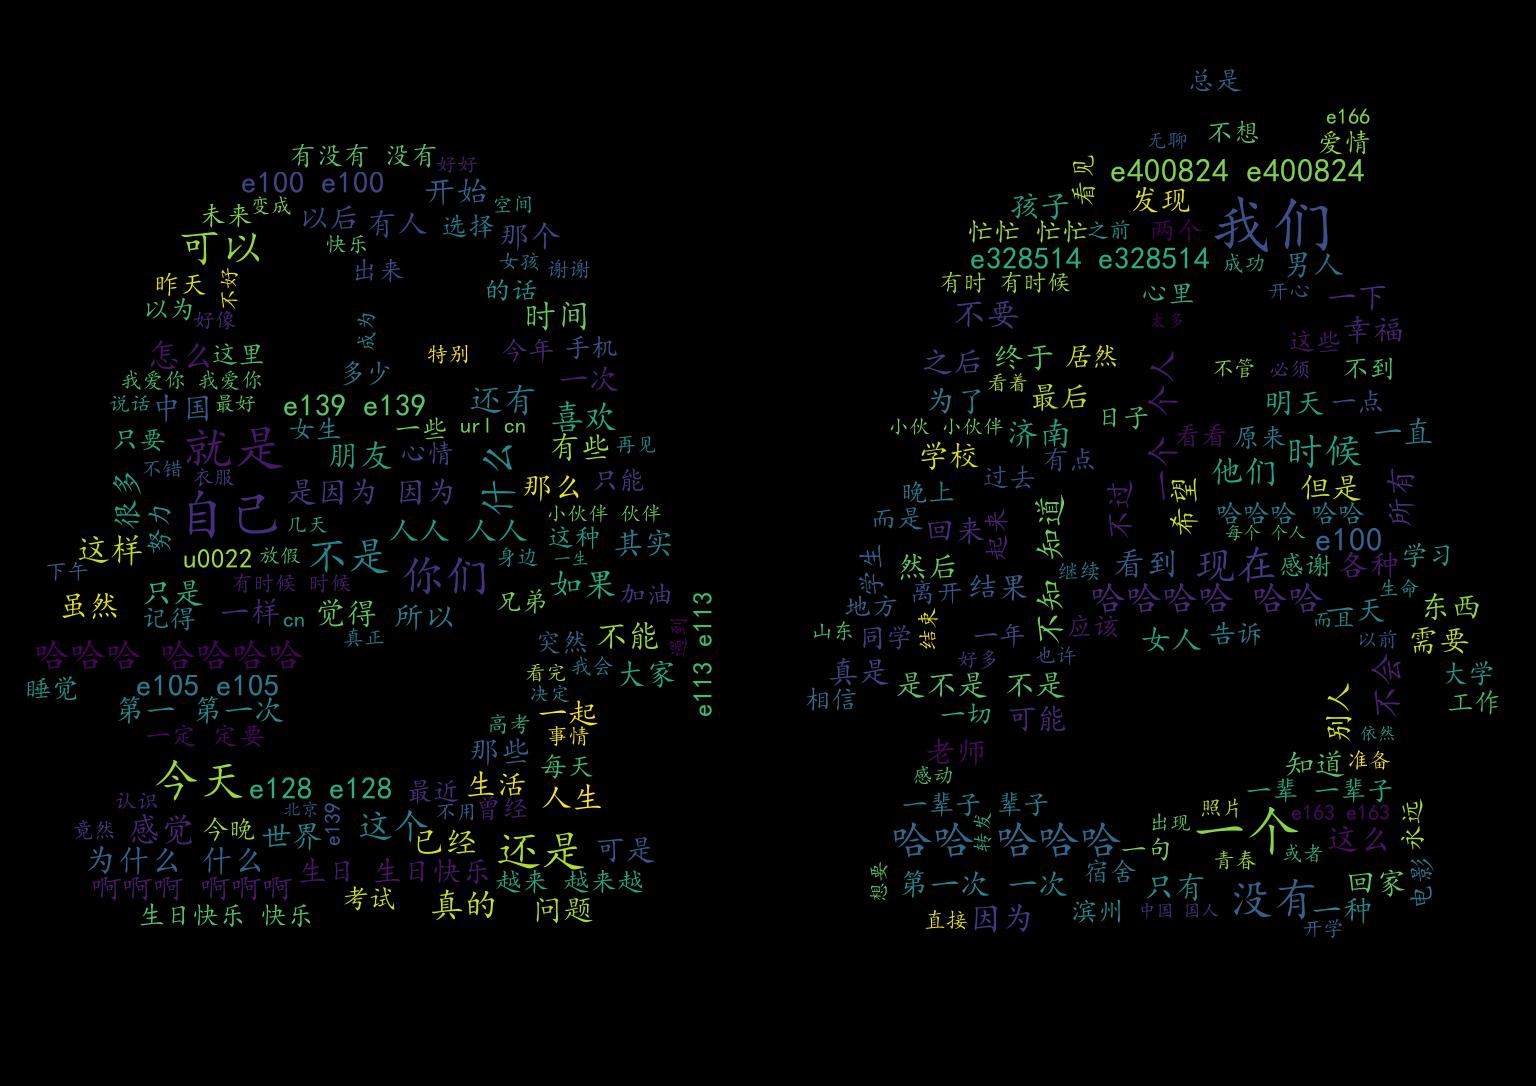 有没有 没有
好好
e100 e100
开始
空间
未来
变成
以后
有人
选择
那个
可以
快乐
女孩
谢谢
出来
昨天
不好
的话
以为
好像
时间
成为
怎么
这里
特别
今年
手机
我爱你 我爱你
多少
一次
说话
中国
最好
e139 e139
还有
喜欢
只要
女生
一些
url cn
就是
朋友
心情
有些
再见
不错
衣服
什么
很多
是因为 因为
那么
只能
自己
几天
人人 人人
小伙伴 伙伴
努力
这种
其实
这样
u0022
放假
不是
身边
一生
下午
有时候 时候
你们
如果
虽然
只是
兄弟
加油
记得
一样
cn
觉得
所以
真正
突然
不能
遇到
e113 e113
哈哈哈 哈哈哈哈
看完
我会
大家
睡觉
e105 e105
决定
第一 第一次
高考
一起
一定 定要
那些
事情
每天
今天
e128 e128
最近
生活
人生
认识
北京
e139
不用
曾经
竟然
感觉
今晚
世界
这个
已经
还是
可是
为什么 什么
啊啊啊 啊啊啊
生日 生日快乐
越来 越来越
生日快乐 快乐
考试
真的
问题
总是
e166
无聊
不想
爱情
看见
e400824 e400824
孩子
发现
我们
忙忙 忙忙
之前
两个
e328514 e328514
成功
男人
有时 有时候
心里
开心
一下
不要
太多
这些
幸福
之后
终于
居然
一个人 个人
不管
必须
不到
看着
为了
最后
日子
明天
一点
小伙 小伙伴
济南
看看
原来
时候
一直
学校
有点
他们
过去
但是
所有
晚上
不过
希望
而是
回来
起来
不知 知道
哈哈哈 哈哈
每个 个人
e100
学生
然后
继续
看到
现在
感谢
各种
学习
地方
离开
结果
哈哈哈哈 哈哈
生命
而且
一天
东西
山东
同学
结束
一年
应该
女人
告诉
以前
需要
好多
也许
真是
相信
是不是 不是
不会
大学
一切
可能
别人
工作
依然
老师
知道
准备
感动
一辈 一辈子
一辈子 辈子
照片
e163 e163
永远
哈哈
转发
哈哈哈
出现
一个
这么
一句
青春
或者
想要
第一次 一次
宿舍
只有
回家
电影
直接
因为
滨州
中国 国人
没有
一种
开学